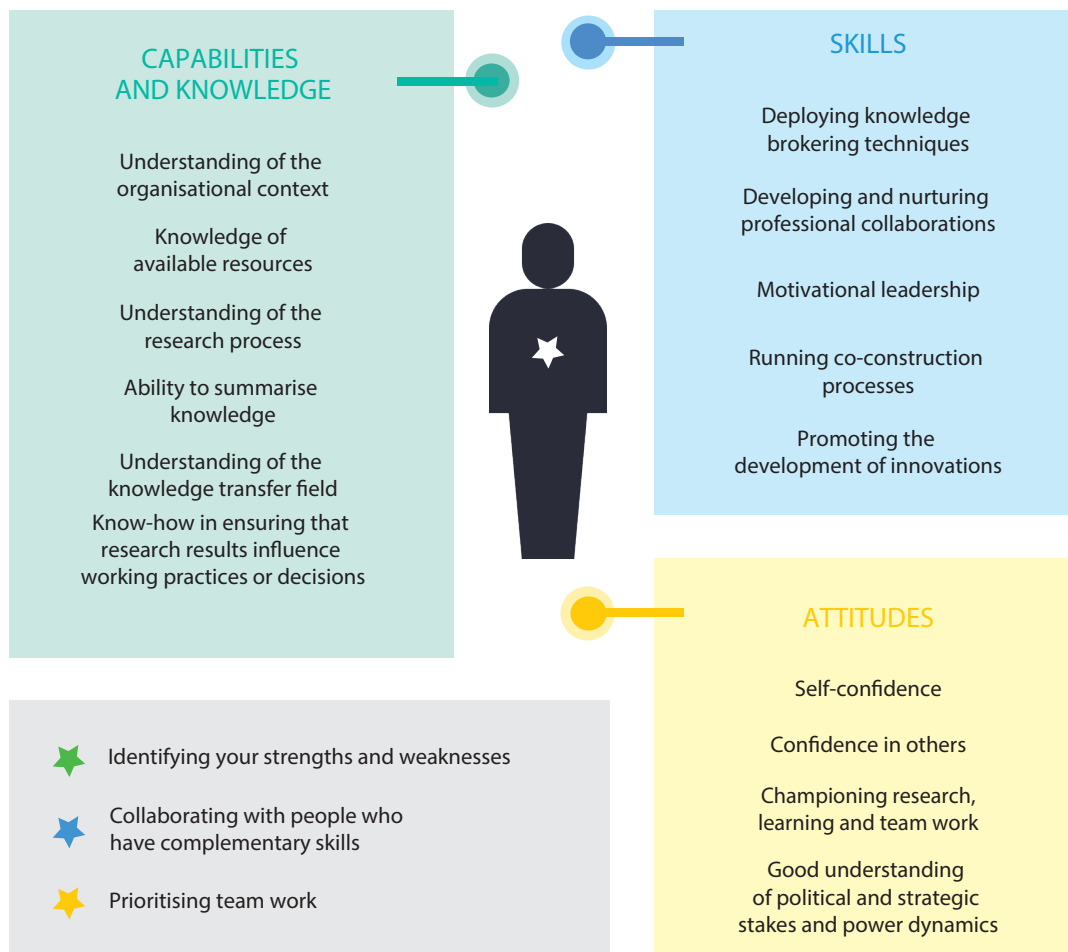 CAPABILITIES
AND KNOWLEDGE
Understanding of the
organisational context
Knowledge of
available resources
Understanding of the
research process
Ability to summarise
knowledge
Understanding of the
knowledge transfer field
Know-how in ensuring that
research results influence
working practices or decisions
SKILLS
Deploying knowledge
brokering techniques
Developing and nurturing
professional collaborations
Motivational leadership
Running co-construction
processes
Promoting the
development of innovations
ATTITUDES
Self-confidence
Confidence in others
Championing research,
learning and team work
Good understanding
of political and strategic
stakes and power dynamics
Identifying your strengths and weaknesses
Collaborating with people who
have complementary skills
Prioritising team work